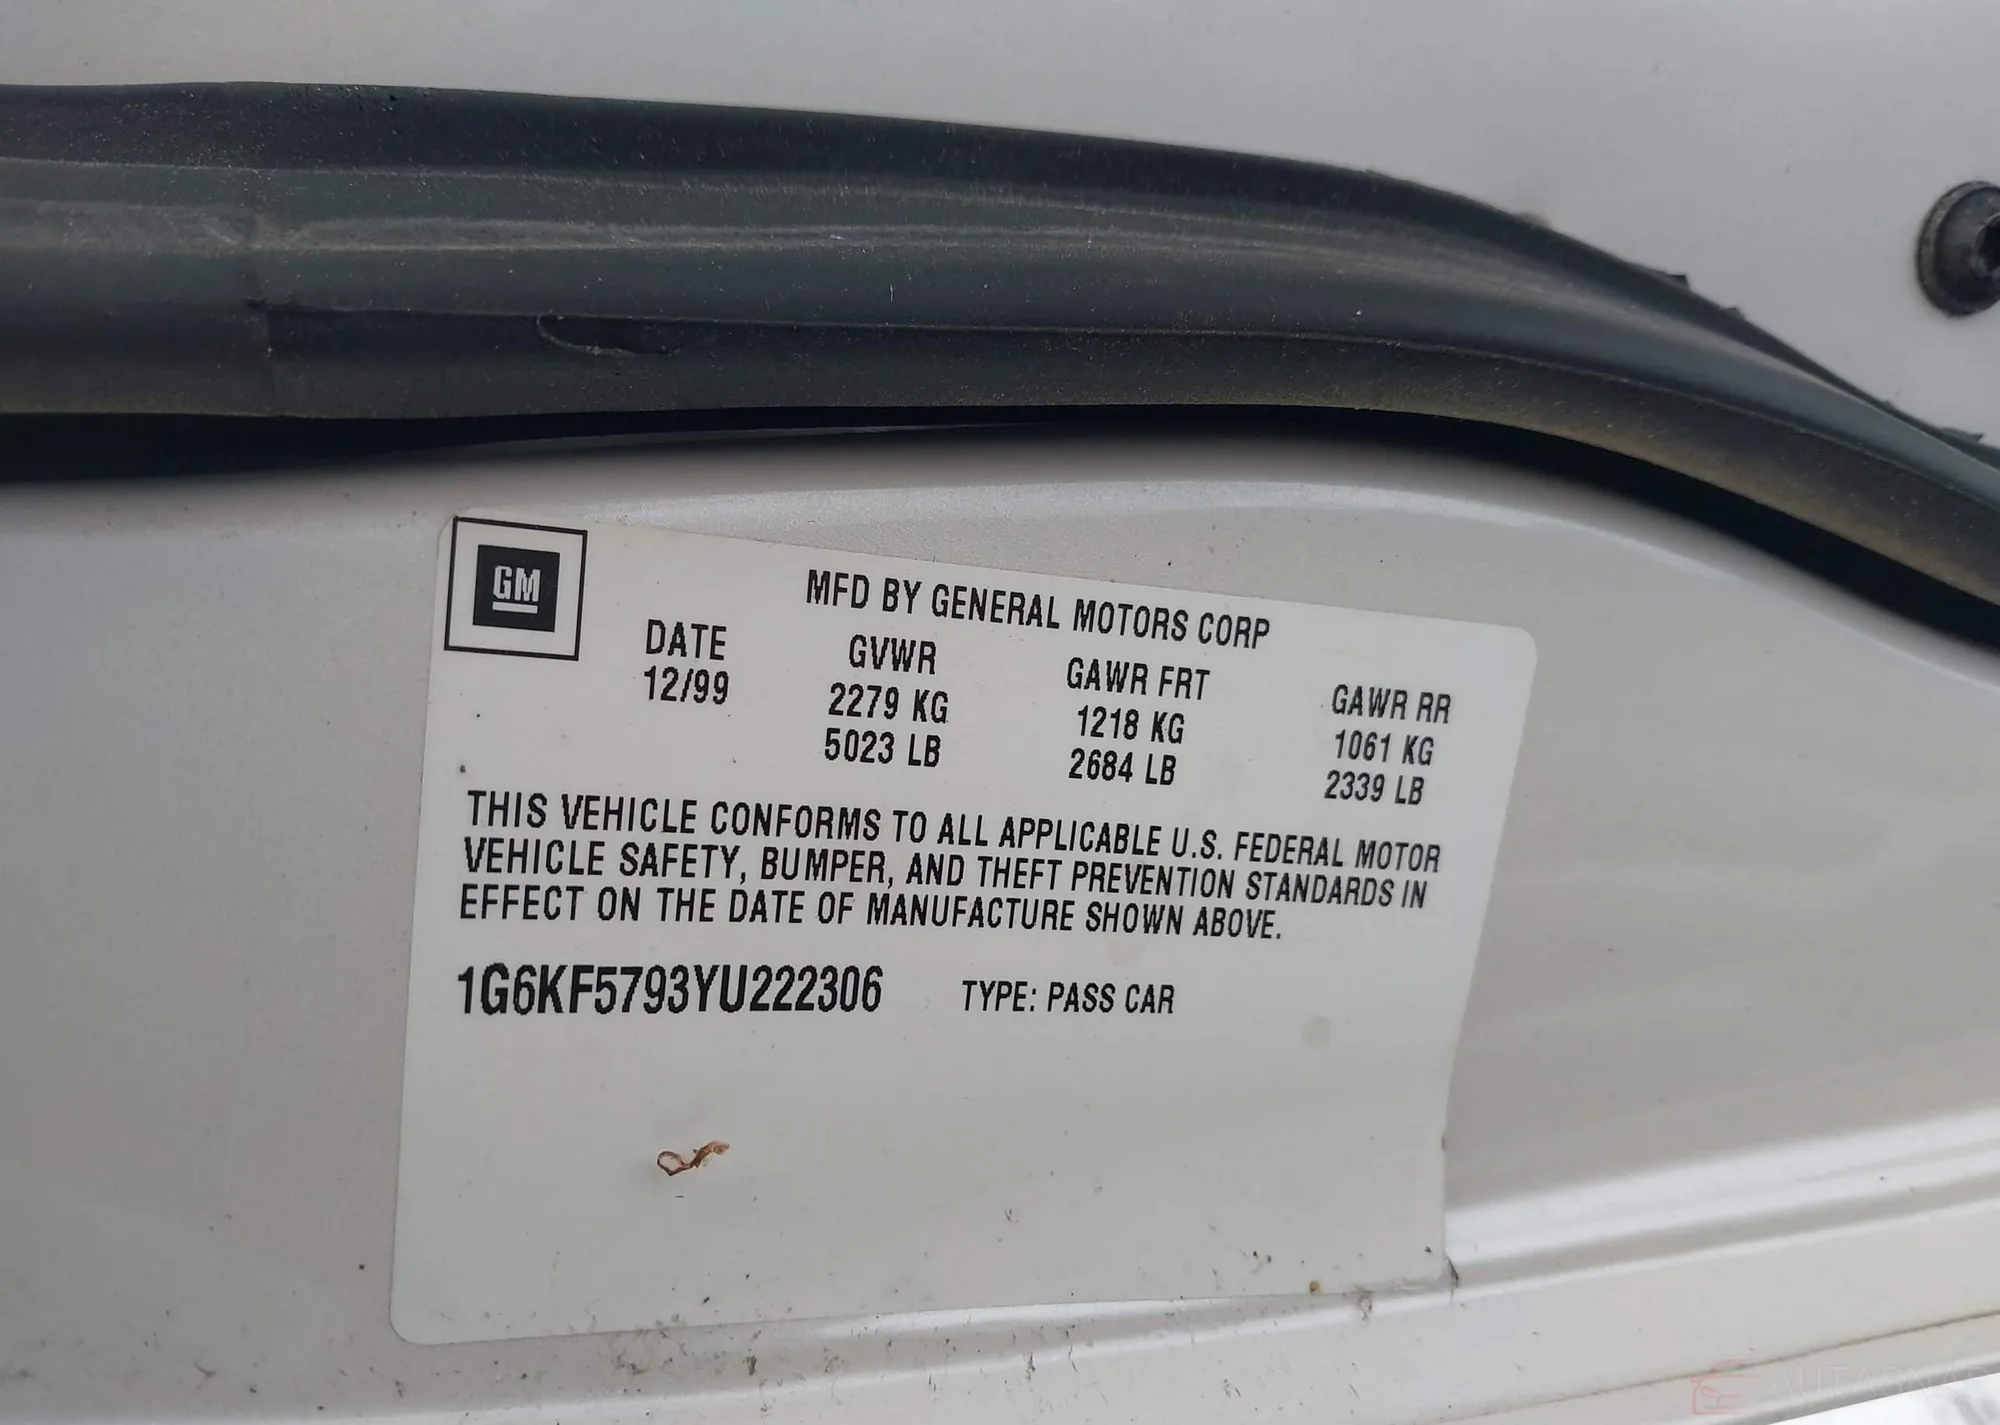 GM
MFD BY GENERAL MOTORS CORP
DATE GVWR GAWR FRT GAWR RR
12/99 2279 KG 1218 KG 1061 KG
5023 LB 2684 LB 2339 LB
THIS VEHICLE CONFORMS TO ALL APPLICABLE U.S. FEDERAL MOTOR
VEHICLE SAFETY, BUMPER, AND THEFT PREVENTION STANDARDS IN
EFFECT ON THE DATE OF MANUFACTURE SHOWN ABOVE.
1G6KF5793YU222306 TYPE: PASS CAR